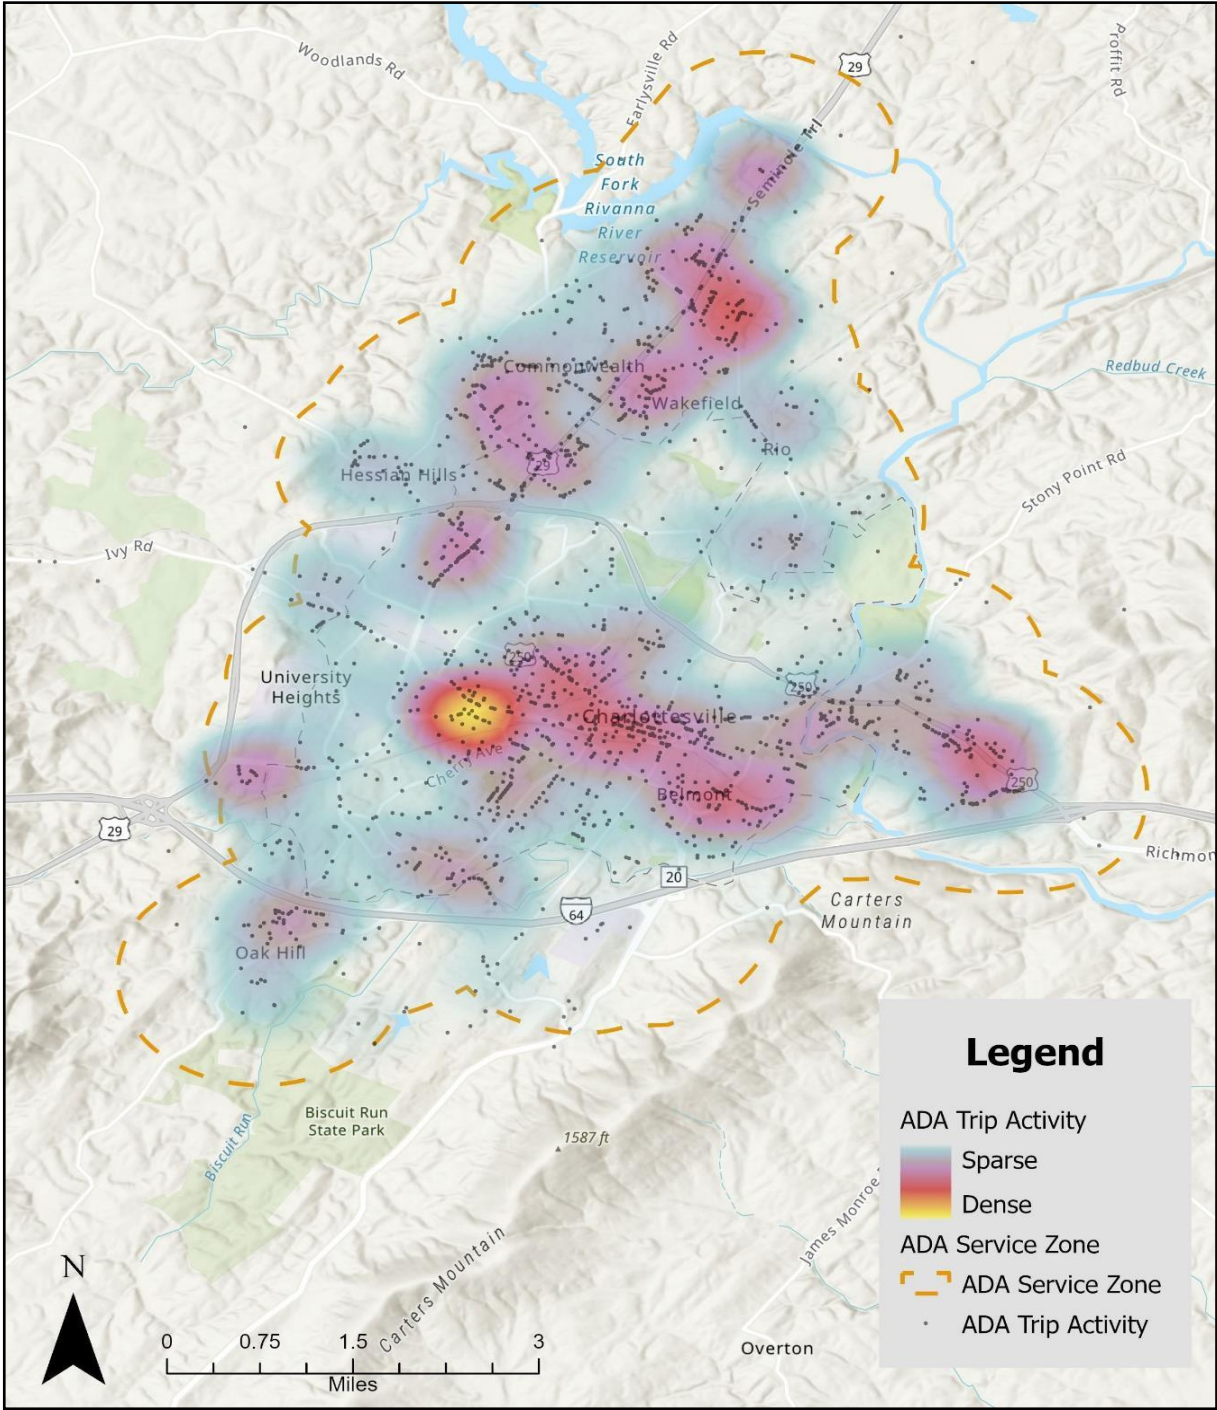 Woodlands Rd
Earlysville Rd
29
Proffit Rd
Seminole Trl
South
Fork
Rivanna
River
Reservoir
Commonwealth
Redbud Creek
Wakefield
Rio
29
Hessian Hills
Stony Point Rd
Ivy Rd
250
University
Heights
250
Charlottesville
Cherry Ave
Belmont
250
29
Richmon
20
Carters
Mountain
64
Oak Hill
Legend
ADA Trip Activity
Sparse
Dense
ADA Service Zone
ADA Service Zone
ADA Trip Activity
Biscuit Run
State Park
1587 ft
Biscuit Run
James Monroe
Carters Mountain
N
0 0.75 1.5 3
Miles
Overton